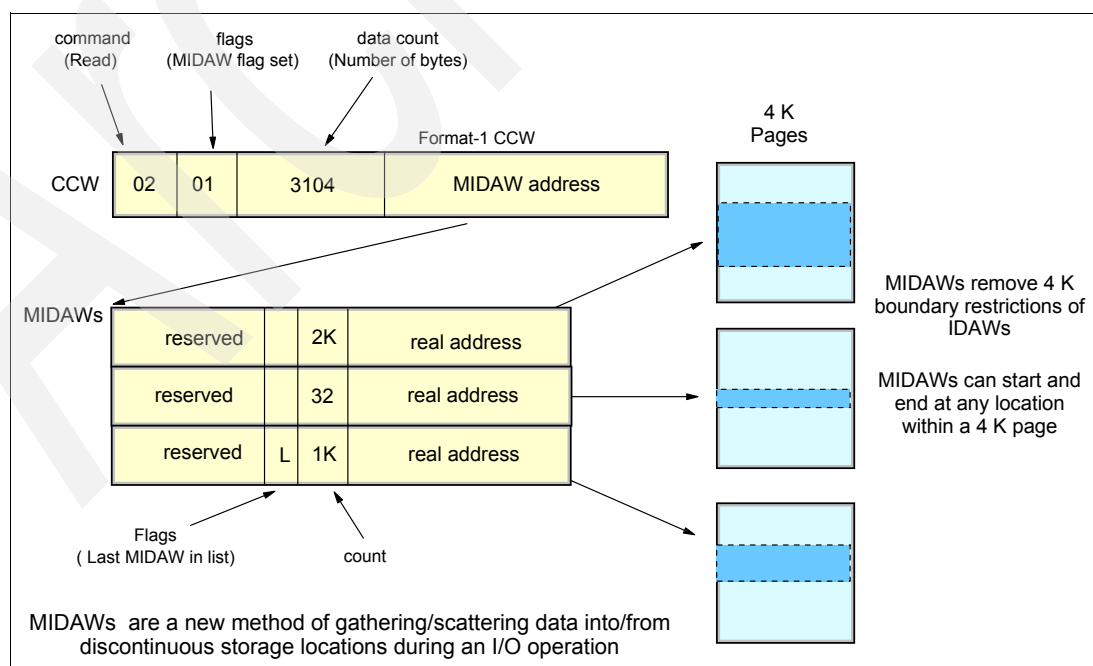 command
(Read)
flags
(MIDAW flag set)
data count
(Number of bytes)
Format-1 CCW
4 K
Pages
CCW 02 01 3104 MIDAW address
MIDAWs remove 4 K
boundary restrictions of
IDAWs
MIDAWs
reserved 2K real address
reserved 32 real address
reserved L 1K real address
MIDAWs can start and
end at any location
within a 4 K page
Flags
( Last MIDAW in list)
count
MIDAWs are a new method of gathering/scattering data into/from
discontinuous storage locations during an I/O operation